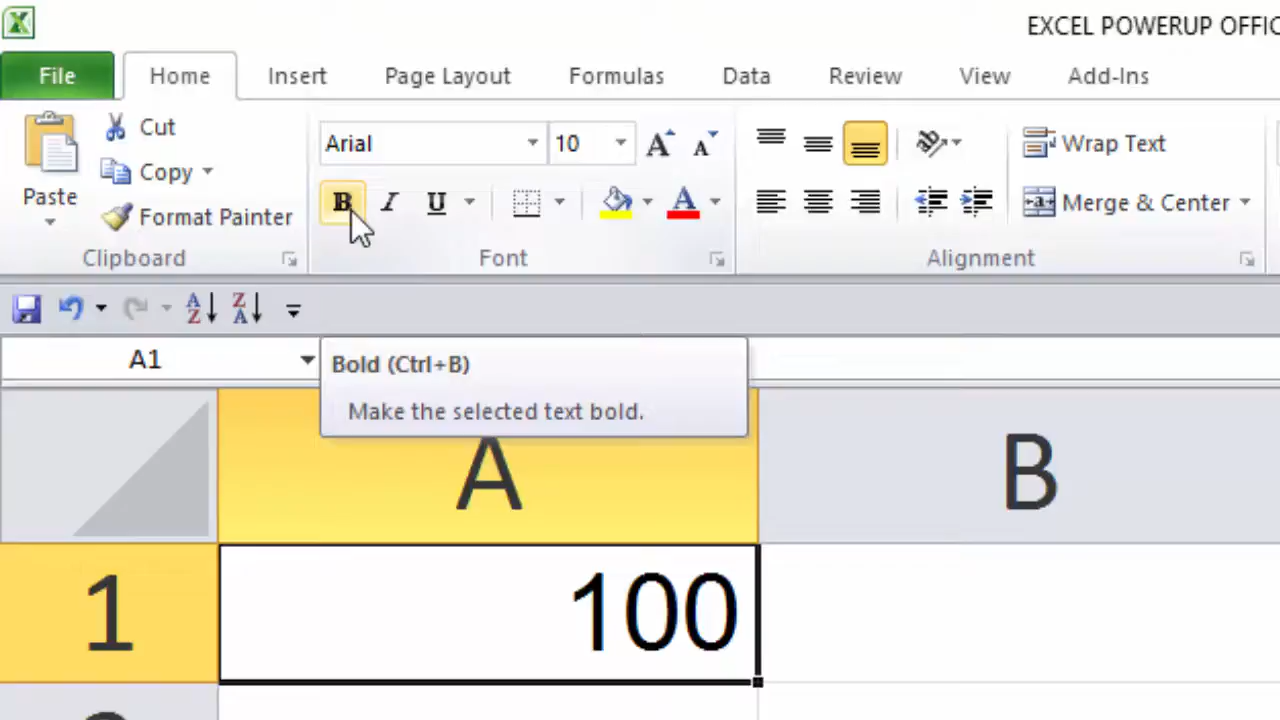 EXCEL POWERUP OFFIC
File Home Insert Page Layout Formulas Data Review View Add-Ins
Paste
Cut
Copy
Format Painter
Clipboard
Arial 10 A A
B I U A
Font
Wrap Text
Merge & Center
Alignment
A Z Z A
A1
Bold (Ctrl+B)
Make the selected text bold.
A B
1 100